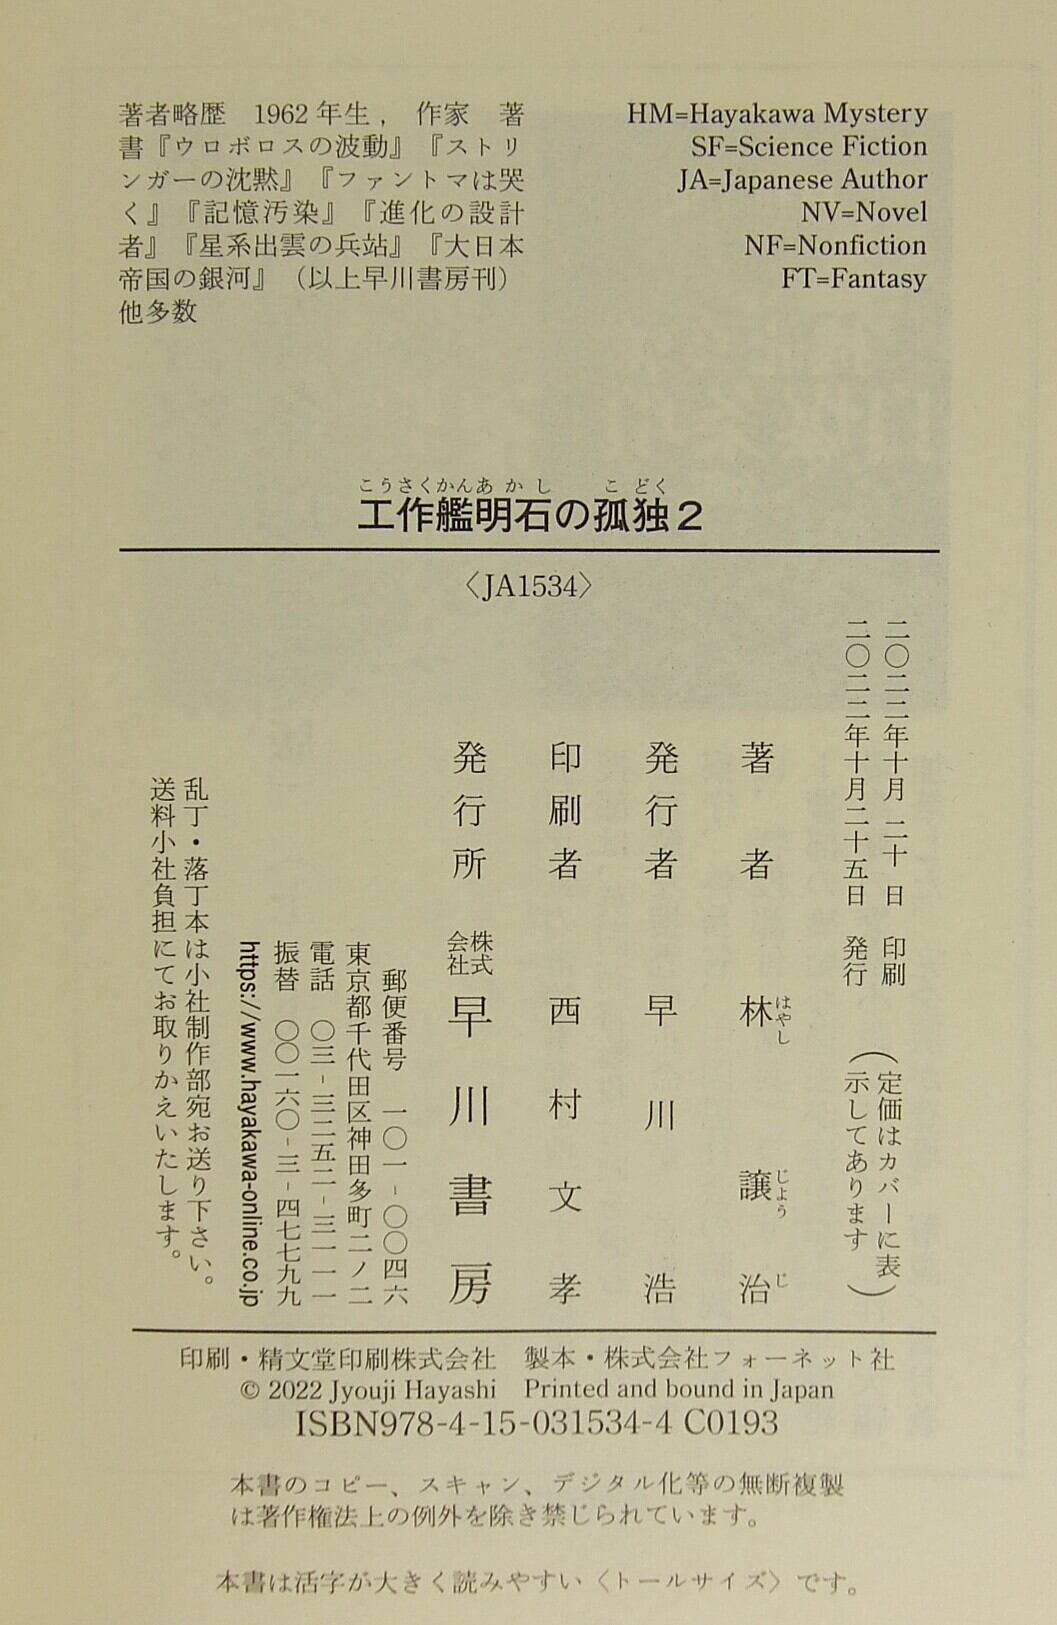 著者略歴　1962年生，作家　著
書『ウロボロスの波動』『ストリ
ンガーの沈黙』『ファントマは哭
く』『記憶汚染』『進化の設計
者』『星系出雲の兵站』『大日本
帝国の銀河』（以上早川書房刊）
他多数
HM=Hayakawa Mystery
SF=Science Fiction
JA=Japanese Author
NV=Novel
NF=Nonfiction
FT=Fantasy
こうさくかんあかし　こどく
工作艦明石の孤独2
〈JA1534〉
二〇二二年十月二十日　印刷
二〇二二年十月二十五日　発行
（定価はカバーに表
示してあります）
著者　林　譲治
はやし　じょうじ
発行者　早川　浩
印刷者　西村文孝
発行所　株式会社　早川書房
郵便番号　一〇一-〇〇四六
東京都千代田区神田多町二ノ二
電話　〇三-三二五二-三一一一
振替　〇〇一六〇-三-四七七九九
https://www.hayakawa-online.co.jp
乱丁・落丁本は小社制作部宛お送り下さい。
送料小社負担にてお取りかえいたします。
印刷・精文堂印刷株式会社　製本・株式会社フォーネット社
© 2022 Jyouji Hayashi　Printed and bound in Japan
ISBN978-4-15-031534-4 C0193
本書のコピー、スキャン、デジタル化等の無断複製
は著作権法上の例外を除き禁じられています。
本書は活字が大きく読みやすい〈トールサイズ〉です。